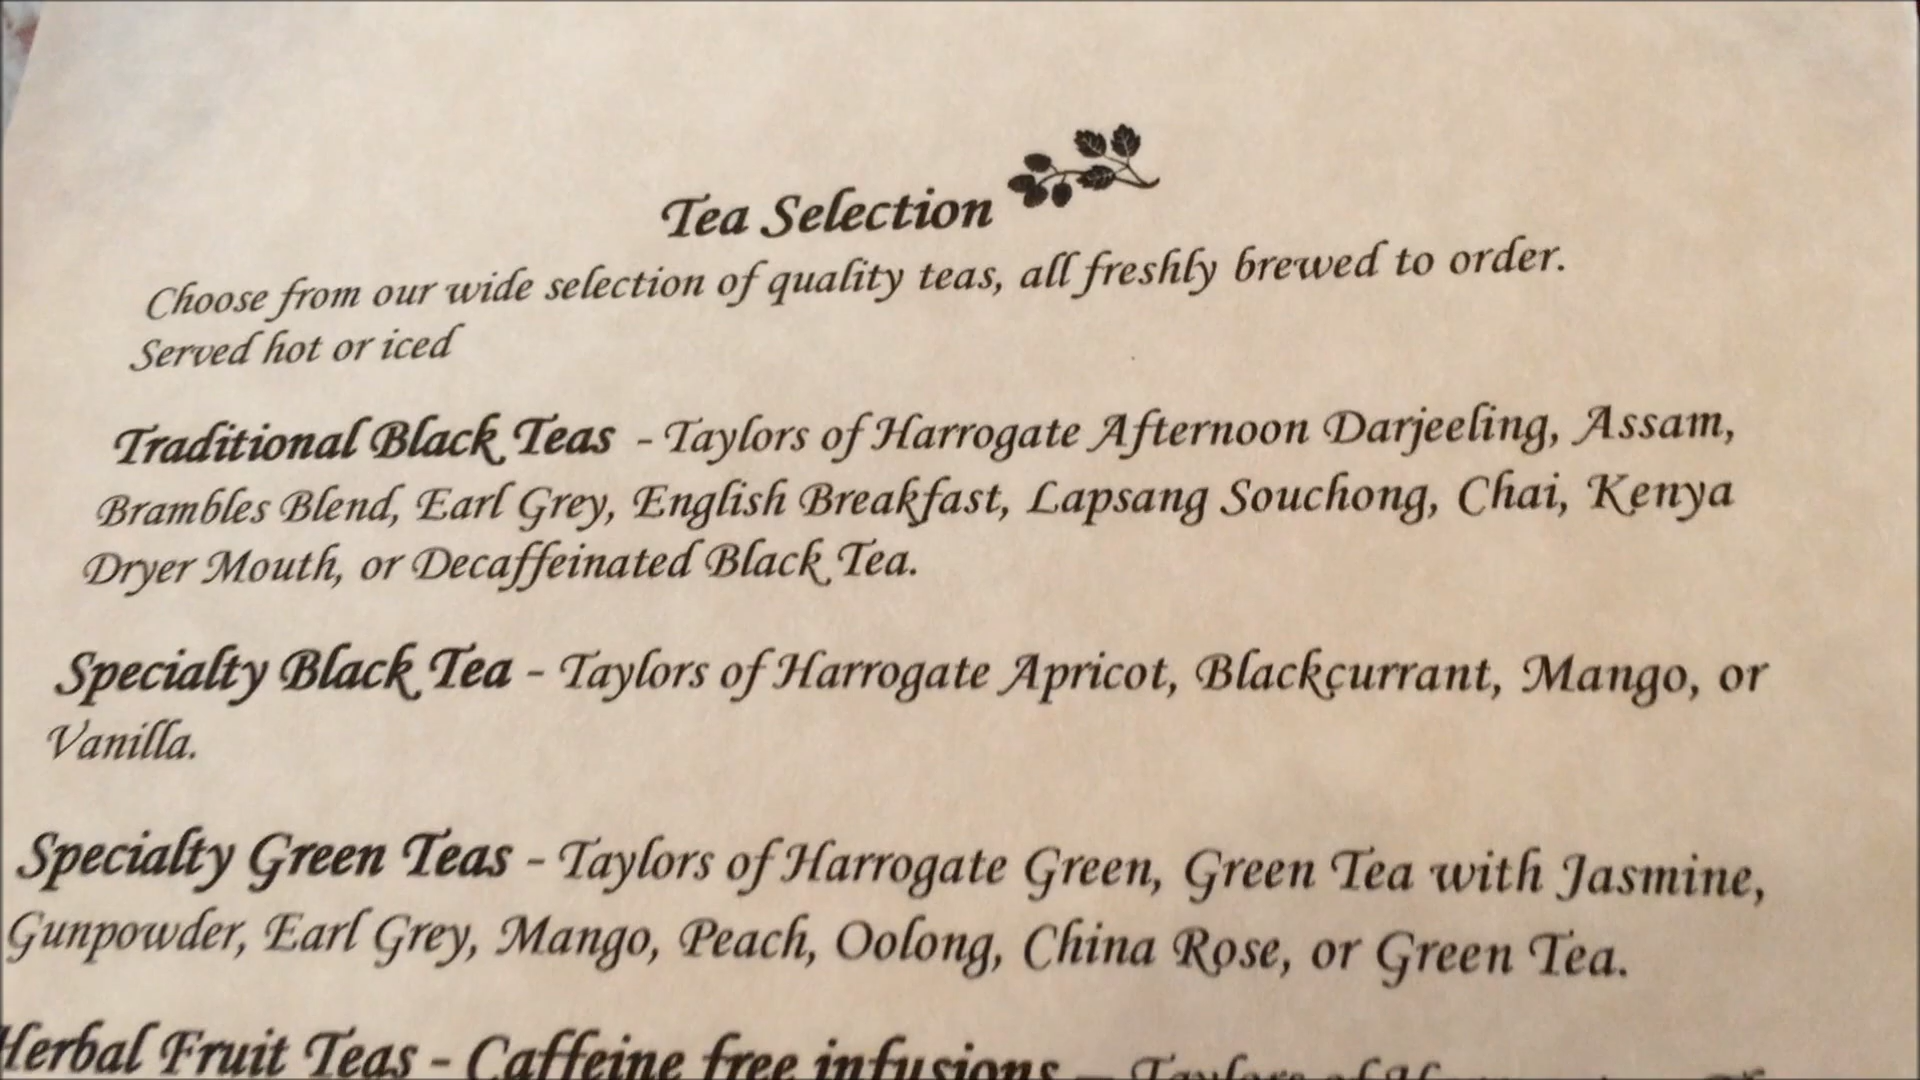 Tea Selection
Choose from our wide selection of quality teas, all freshly brewed to order.
Served hot or iced
Traditional Black Teas - Taylors of Harrogate Afternoon Darjeeling, Assam,
Brambles Blend, Earl Grey, English Breakfast, Lapsang Souchong, Chai, Kenya
Dryer Mouth, or Decaffeinated Black Tea.
Specialty Black Tea - Taylors of Harrogate Apricot, Blackcurrant, Mango, or
Vanilla.
Specialty Green Teas - Taylors of Harrogate Green, Green Tea with Jasmine,
Gunpowder, Earl Grey, Mango, Peach, Oolong, China Rose, or Green Tea.
Herbal Fruit Teas - Caffeine free infusions – Taylors of